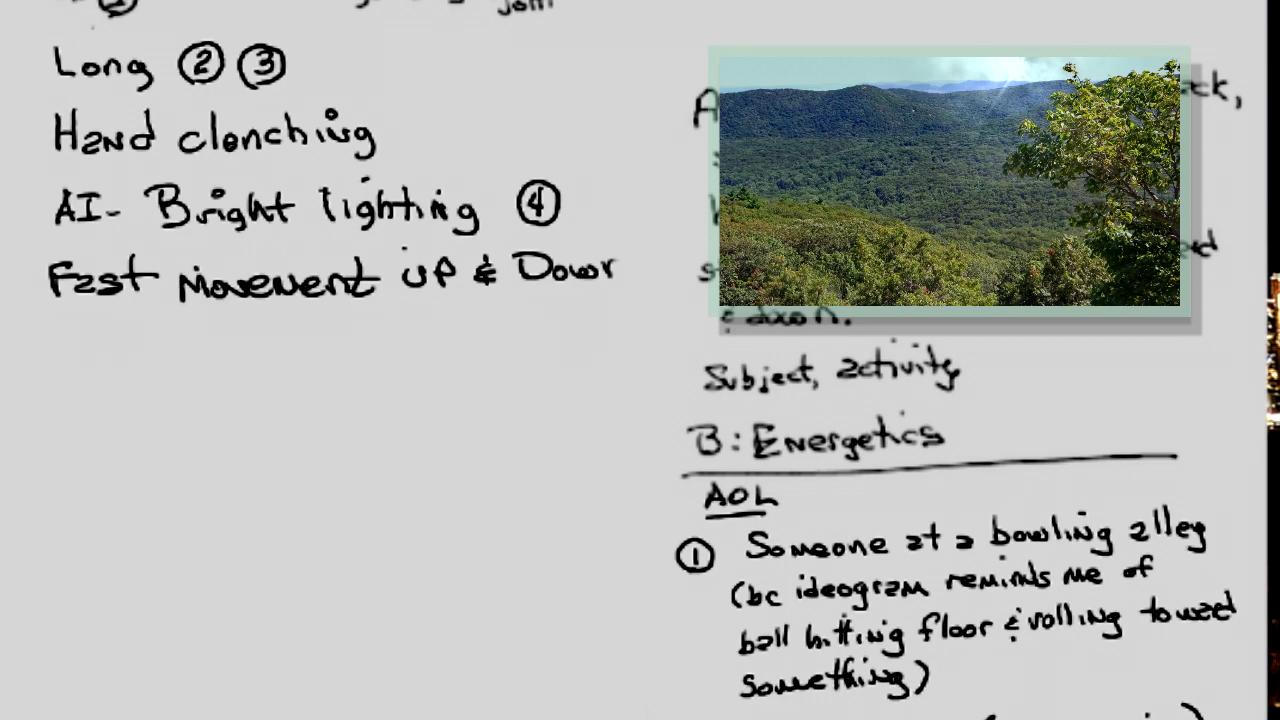 Long ② ③
Hand clenching
AI- Bright lighting ④
Fast Movement up & Down
& down.
Subject, activity
B: Energetics
AOL
① Someone at a bowling alley
(bc ideogram reminds me of
ball hitting floor & rolling toward
something)